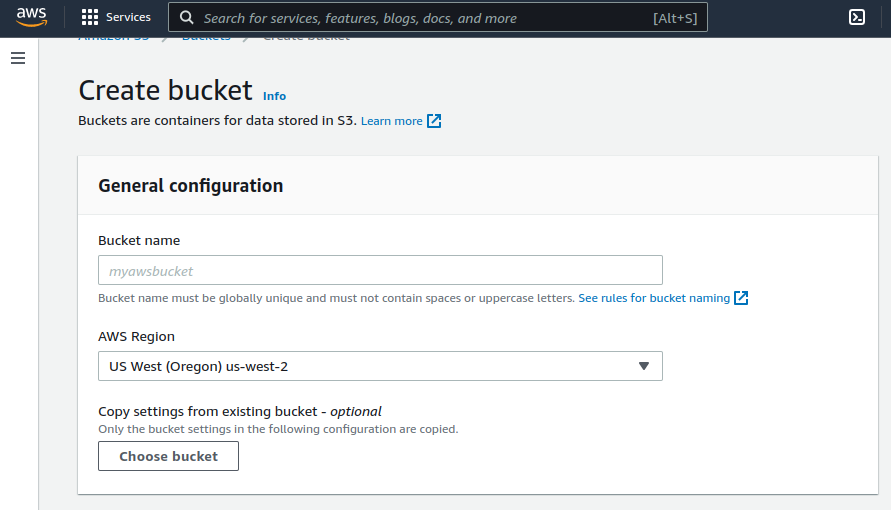 aws
Services
Search for services, features, blogs, docs, and more
[Alt+S]
Amazon S3 > Buckets > Create bucket
Create bucket Info
Buckets are containers for data stored in S3. Learn more
General configuration
Bucket name
myawsbucket
Bucket name must be globally unique and must not contain spaces or uppercase letters. See rules for bucket naming
AWS Region
US West (Oregon) us-west-2
Copy settings from existing bucket - optional
Only the bucket settings in the following configuration are copied.
Choose bucket